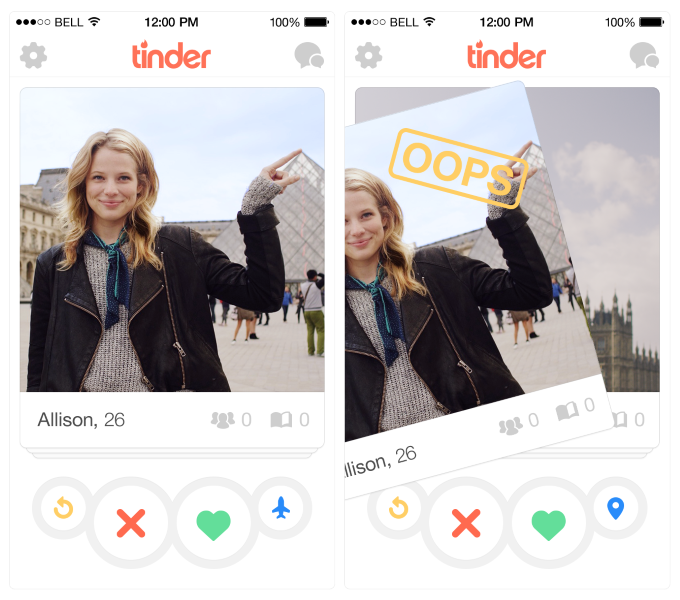 BELL 12:00 PM 100%
tinder
Allison, 26 0 0
BELL 12:00 PM 100%
tinder
OOPS
llison, 26 0 0
0